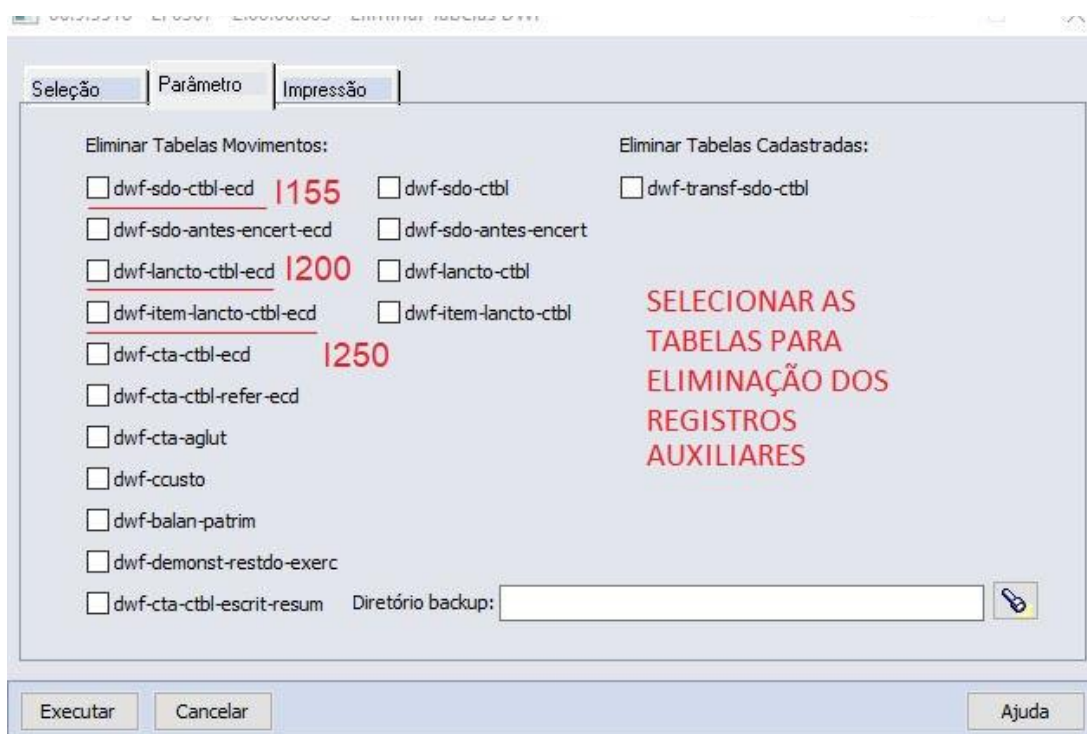 Seleção Parâmetro Impressão
Eliminar Tabelas Movimentos: Eliminar Tabelas Cadastradas:
dwf-sdo-ctbl-ecd I155 dwf-sdo-ctbl dwf-transf-sdo-ctbl
dwf-sdo-antes-encert-ecd dwf-sdo-antes-encert
dwf-lancto-ctbl-ecd I200 dwf-lancto-ctbl
dwf-item-lancto-ctbl-ecd dwf-item-lancto-ctbl
dwf-cta-ctbl-ecd I250
dwf-cta-ctbl-refer-ecd
dwf-cta-aglut
dwf-ccusto
dwf-balan-patrim
dwf-demonst-restdo-exerc
dwf-cta-ctbl-escrit-resum Diretório backup:
SELECIONAR AS
TABELAS PARA
ELIMINAÇÃO DOS
REGISTROS
AUXILIARES
Executar Cancelar Ajuda